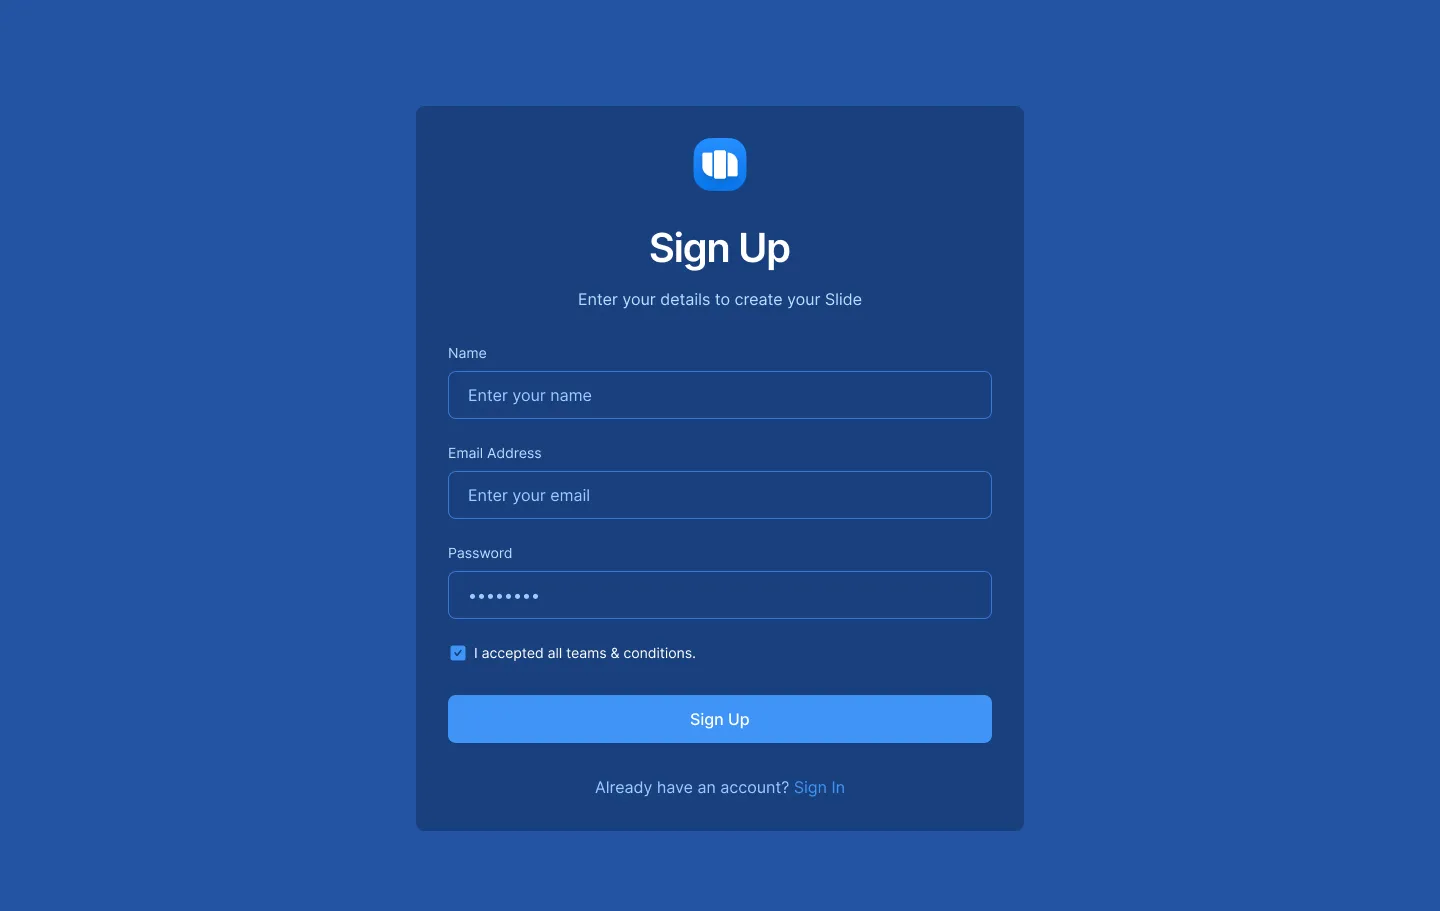 Sign Up
Enter your details to create your Slide
Name
Enter your name
Email Address
Enter your email
Password
••••••••
I accepted all teams & conditions.
Sign Up
Already have an account? Sign In